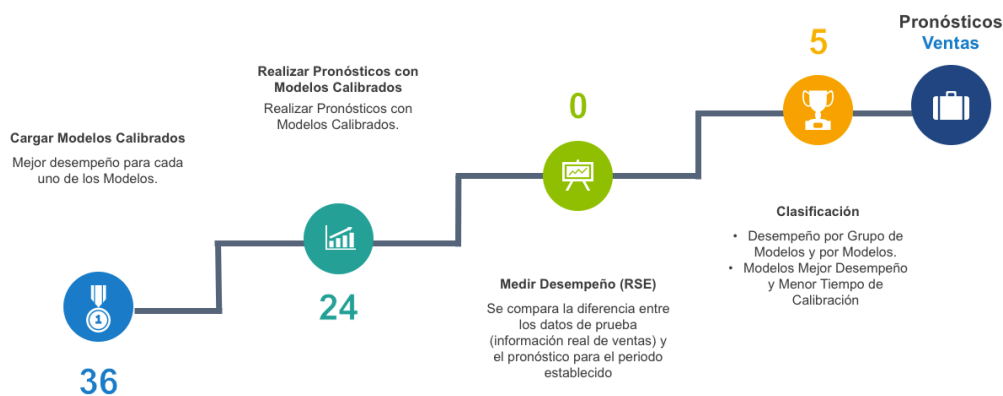 Cargar Modelos Calibrados
Mejor desempeño para cada
uno de los Modelos.
1
36
Realizar Pronósticos con
Modelos Calibrados
Realizar Pronósticos con
Modelos Calibrados.
24
0
Medir Desempeño (RSE)
Se compara la diferencia entre
los datos de prueba
(información real de ventas) y
el pronóstico para el periodo
establecido
5
Clasificación
• Desempeño por Grupo de
Modelos y por Modelos.
• Modelos Mejor Desempeño
y Menor Tiempo de
Calibración
Pronósticos
Ventas